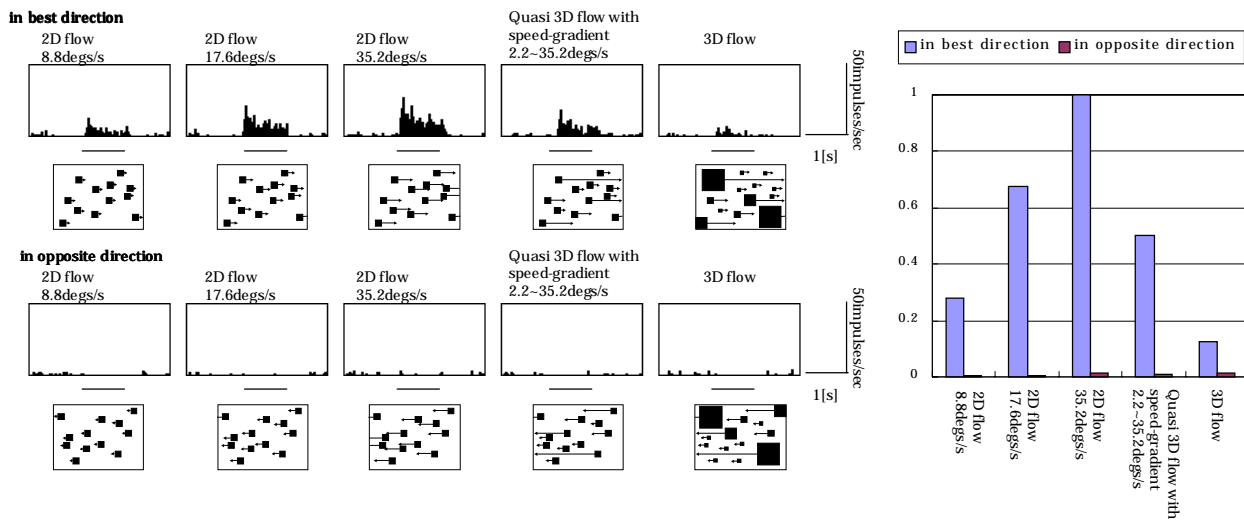 in best direction
2D flow
8.8degs/s
2D flow
17.6degs/s
2D flow
35.2degs/s
Quasi 3D flow with
speed-gradient
2.2~35.2degs/s
3D flow
50impulses/sec
1[s]
in opposite direction
2D flow
8.8degs/s
2D flow
17.6degs/s
2D flow
35.2degs/s
Quasi 3D flow with
speed-gradient
2.2~35.2degs/s
3D flow
50impulses/sec
1[s]
in best direction
in opposite direction
1
0.8
0.6
0.4
0.2
0
2D flow
8.8degs/s
2D flow
17.6degs/s
2D flow
35.2degs/s
Quasi 3D flow with
speed-gradient
2.2~35.2degs/s
3D flow